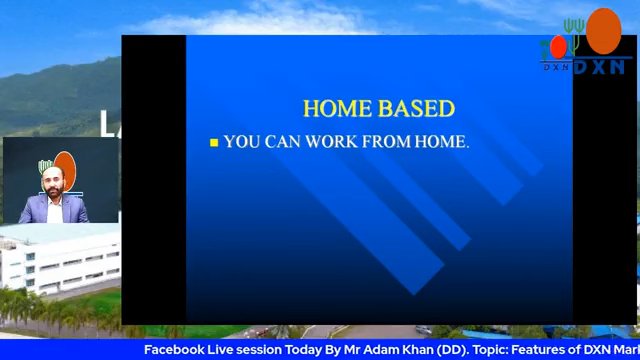 DXN
DXN
LA
HOME BASED
YOU CAN WORK FROM HOME.
Facebook Live session Today By Mr Adam Khan (DD). Topic: Features of DXN Mar